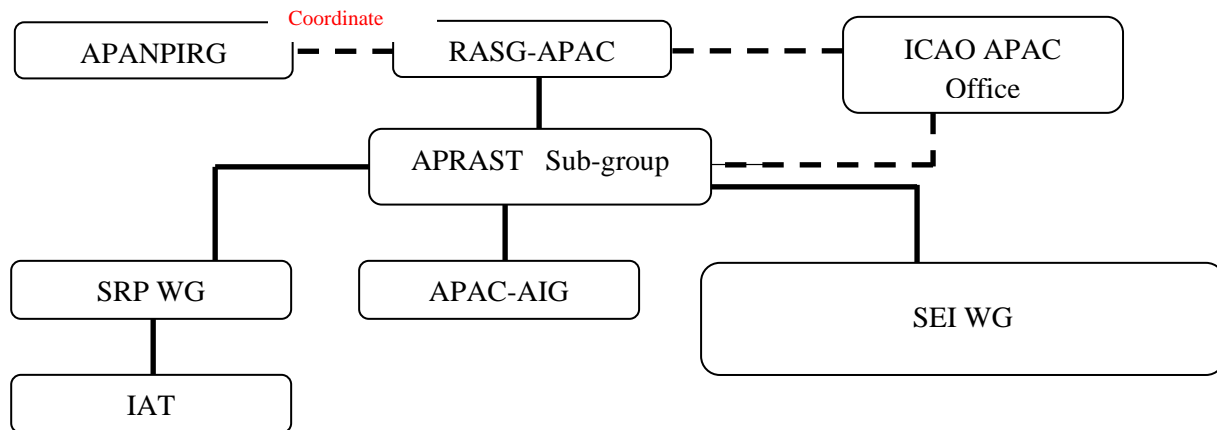 Coordinate
APANPIRG
RASG-APAC
ICAO APAC
Office
APRAST Sub-group
SRP WG
APAC-AIG
SEI WG
IAT